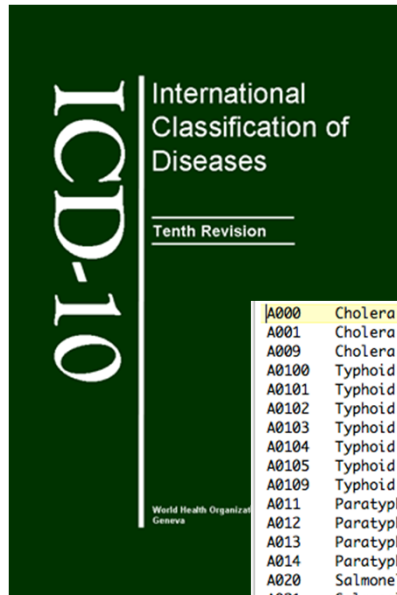 ICD-10
International
Classification of
Diseases
Tenth Revision
World Health Organizat
Geneva
A000 Cholera
A001 Cholera
A009 Cholera
A0100 Typhoid
A0101 Typhoid
A0102 Typhoid
A0103 Typhoid
A0104 Typhoid
A0105 Typhoid
A0109 Typhoid
A011 Paratyph
A012 Paratyph
A013 Paratyph
A014 Paratyph
A020 Salmonel